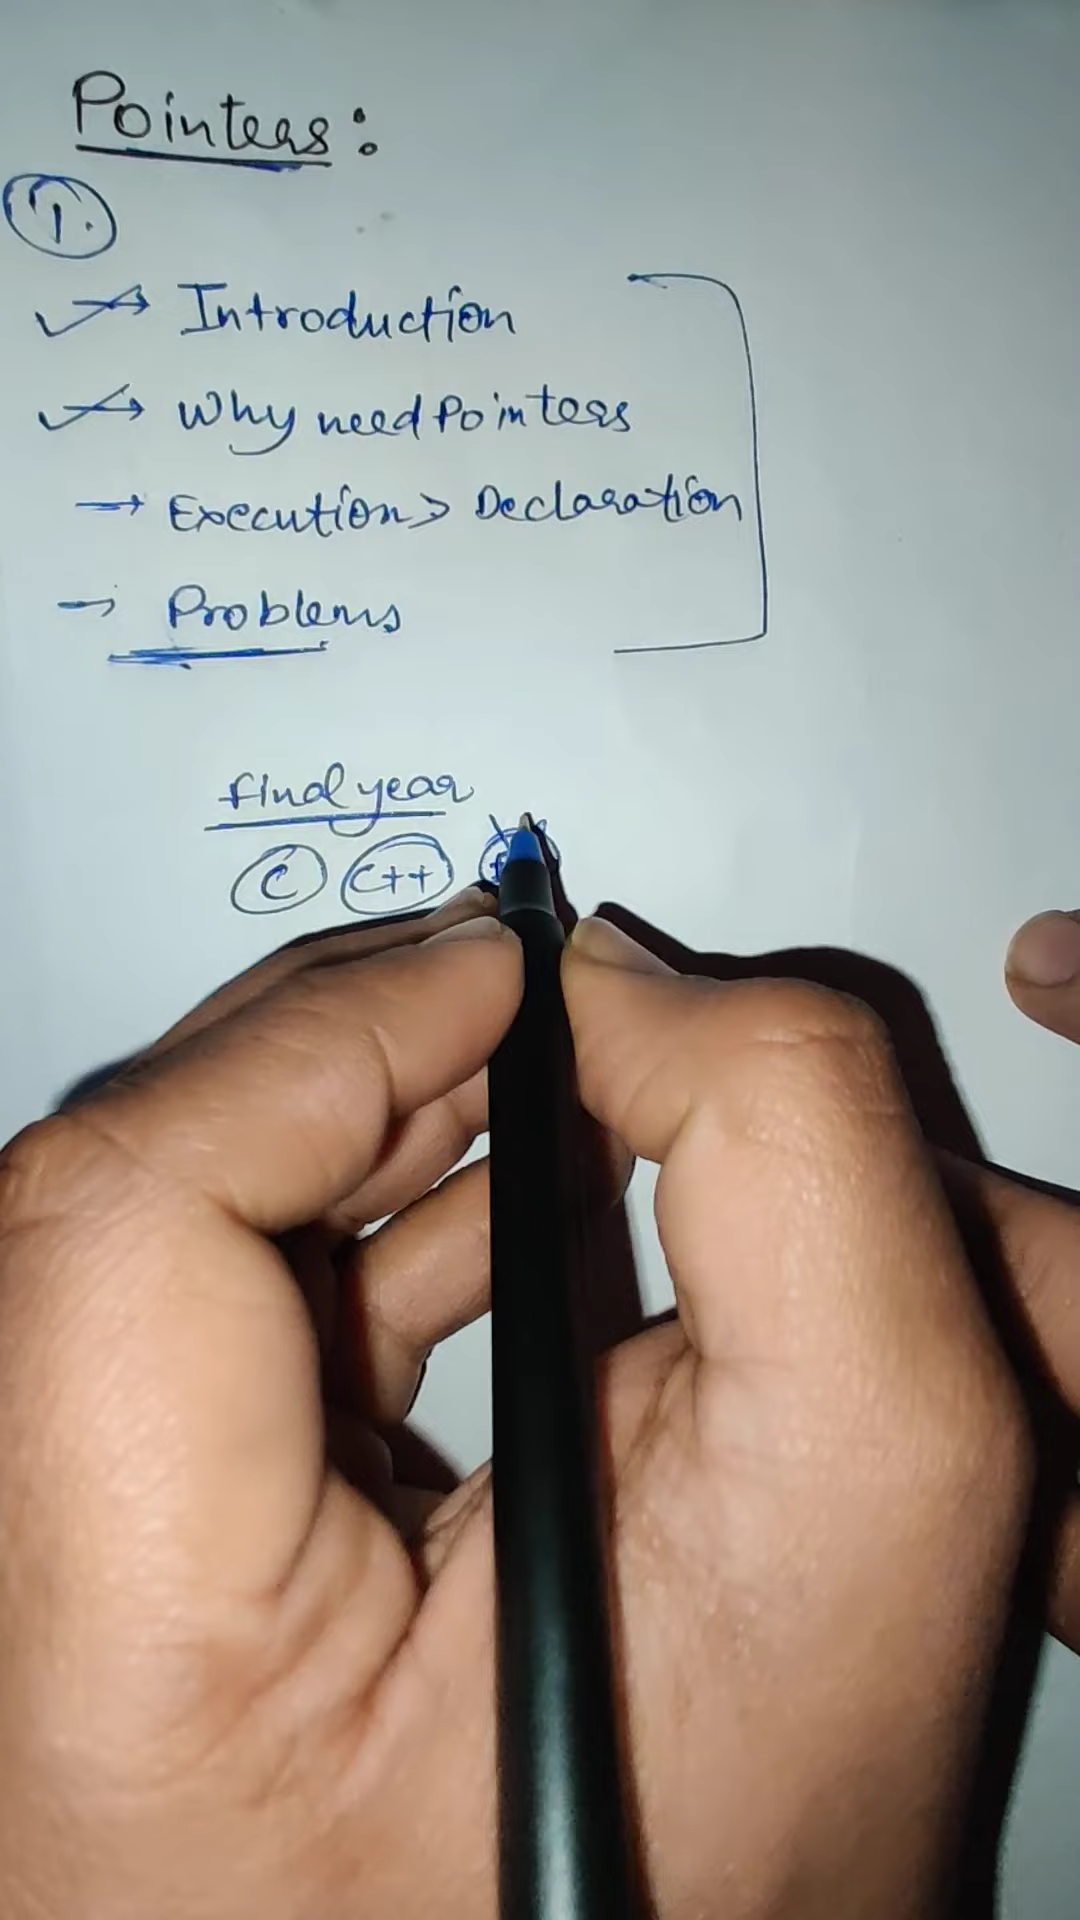 Pointers:
1.
→ Introduction
→ Why need Pointers
→ Execution > Declaration
→ Problems
final year
C C++